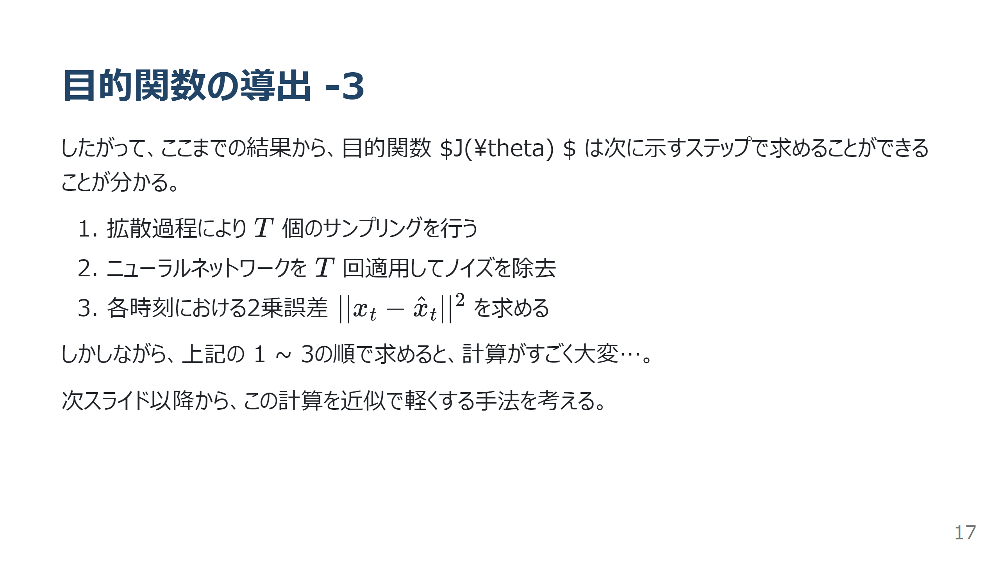 目的関数の導出 -3
したがって、ここまでの結果から、目的関数 $J(¥theta) $ は次に示すステップで求めることができる
ことが分かる。
1. 拡散過程により T 個のサンプリングを行う
2. ニューラルネットワークを T 回適用してノイズを除去
3. 各時刻における2乗誤差 ||x_t − x̂_t||² を求める
しかしながら、上記の 1 ~ 3の順で求めると、計算がすごく大変…。
次スライド以降から、この計算を近似で軽くする手法を考える。
17